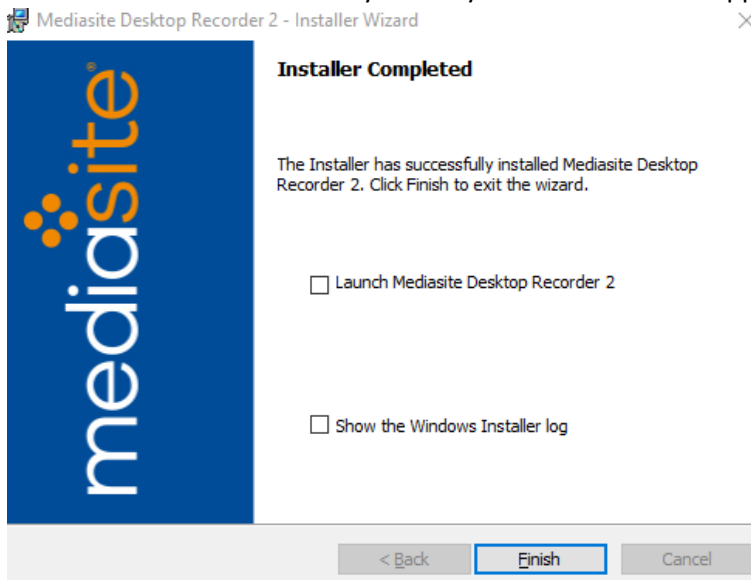 Mediasite Desktop Recorder 2 - Installer Wizard
mediasite
Installer Completed
The Installer has successfully installed Mediasite Desktop
Recorder 2. Click Finish to exit the wizard.
Launch Mediasite Desktop Recorder 2
Show the Windows Installer log
< Back
Finish
Cancel